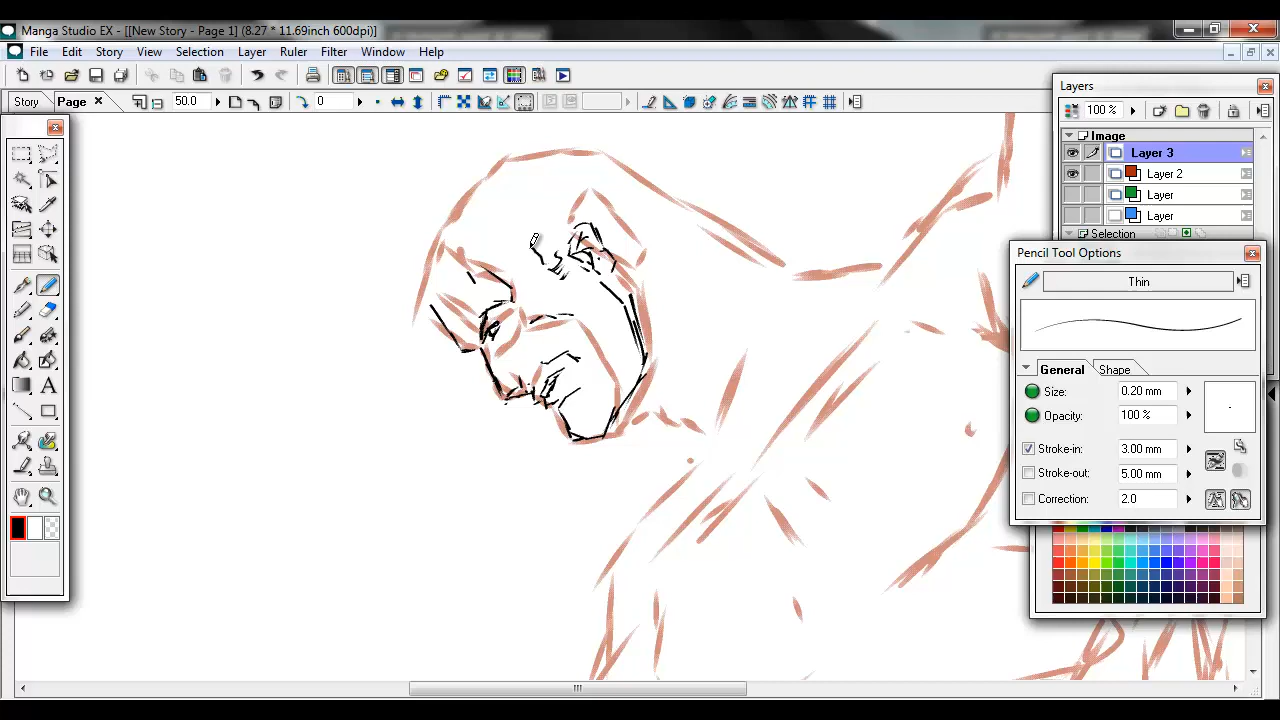 Manga Studio EX - [[New Story - Page 1] (8.27 * 11.69inch 600dpi)]
File Edit Story View Selection Layer Ruler Filter Window Help
Story Page 50.0 0
Layers
100 %
Image
Layer 3
Layer 2
Layer
Layer
Selection
Pencil Tool Options
Thin
General Shape
Size: 0.20 mm
Opacity: 100 %
Stroke-in: 3.00 mm
Stroke-out: 5.00 mm
Correction: 2.0
A